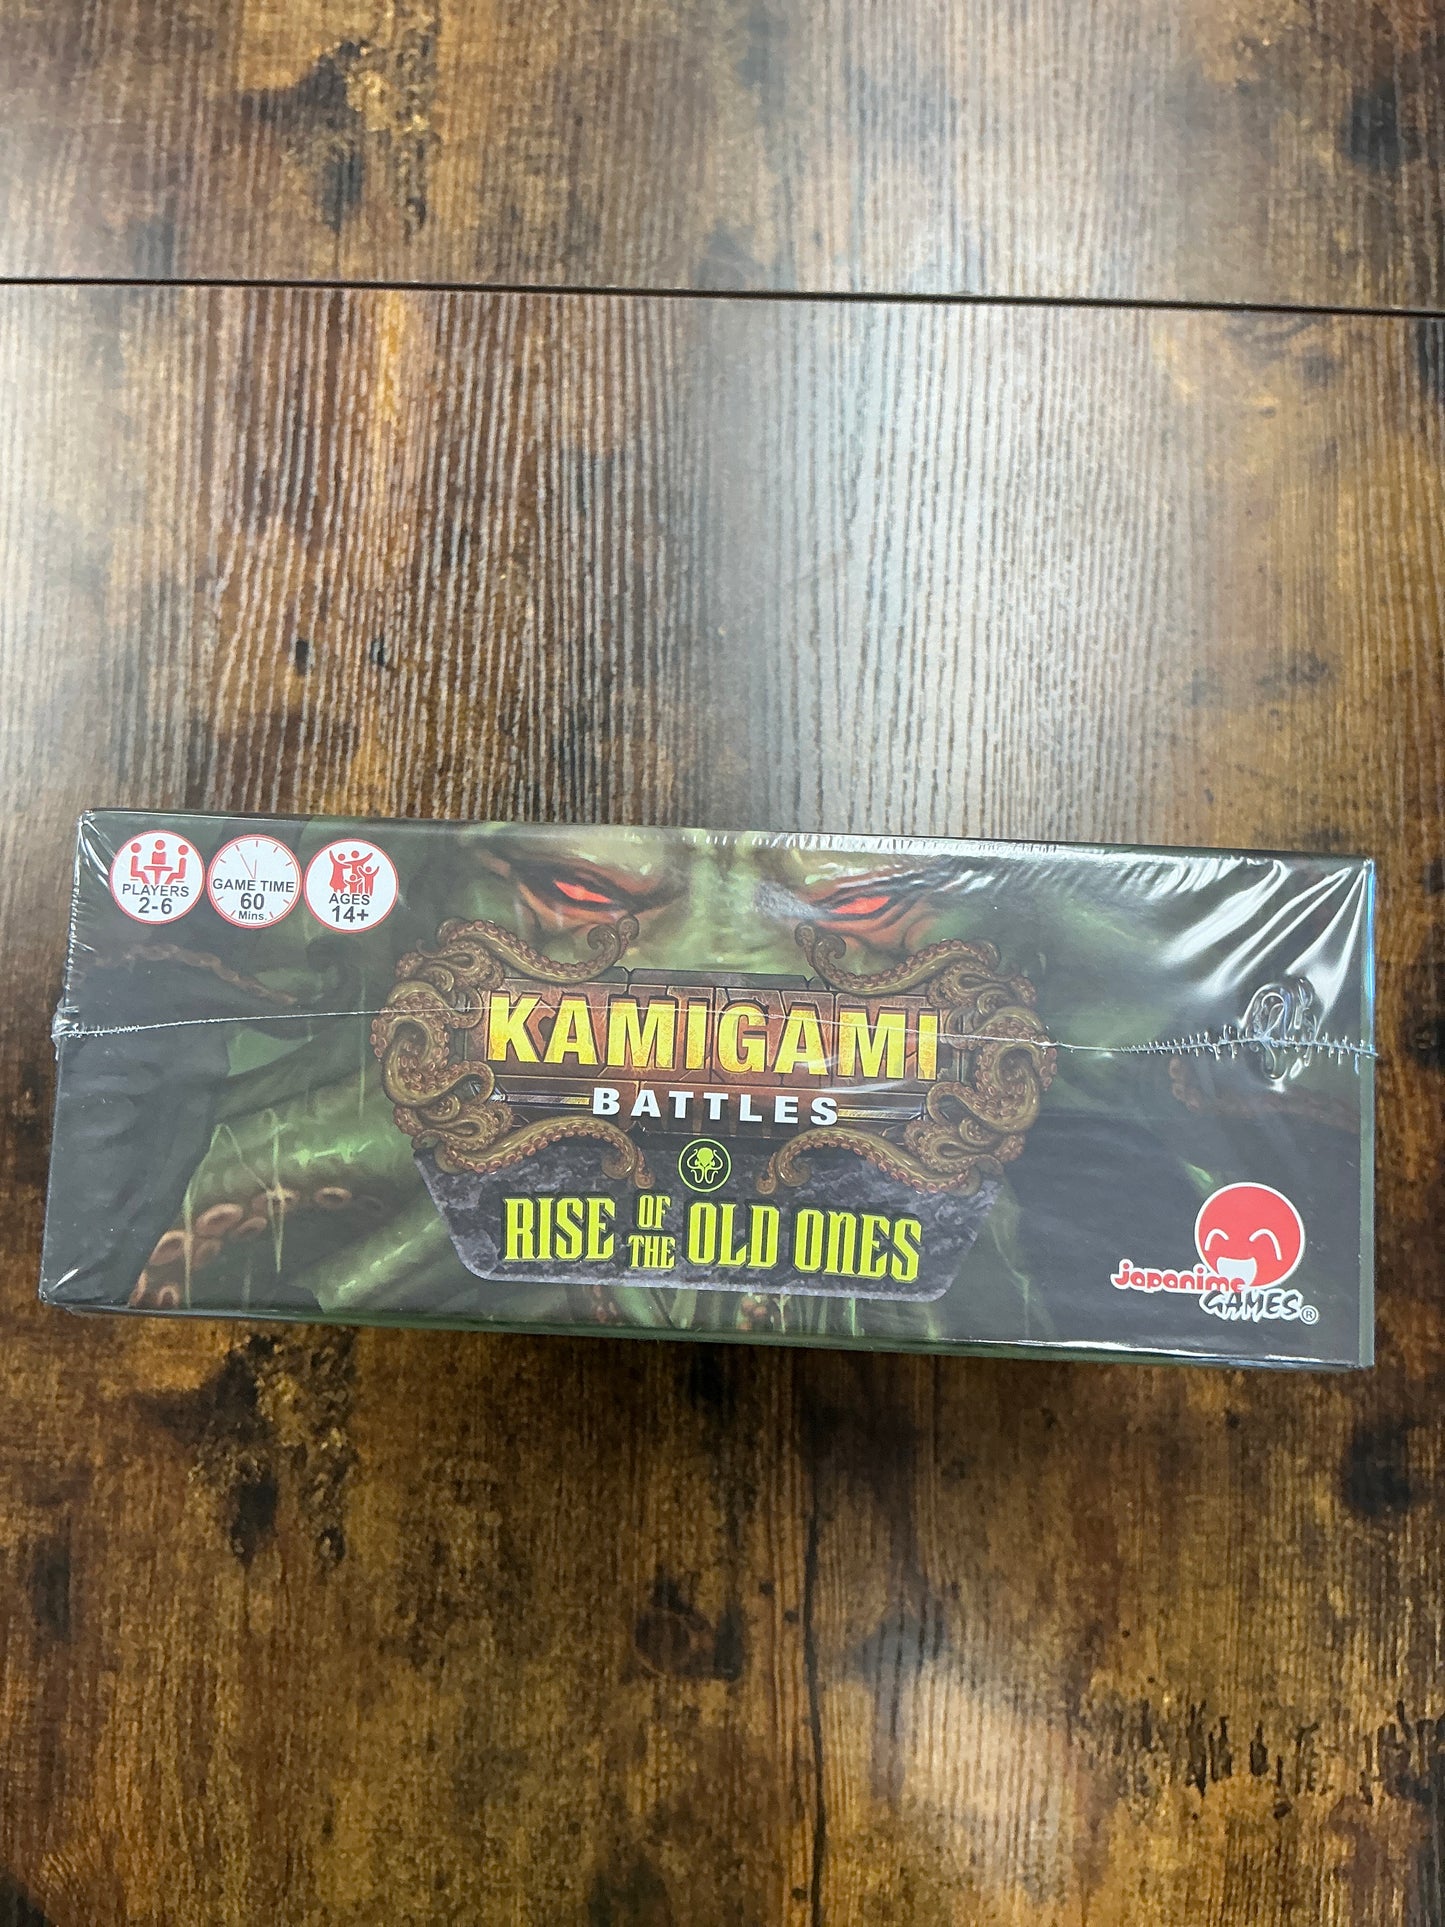 PLAYERS
2-6
GAME TIME
60
Mins.
AGES
14+
KAMIGAMI
BATTLES
RISE OF THE OLD ONES
japanime
GAMES®